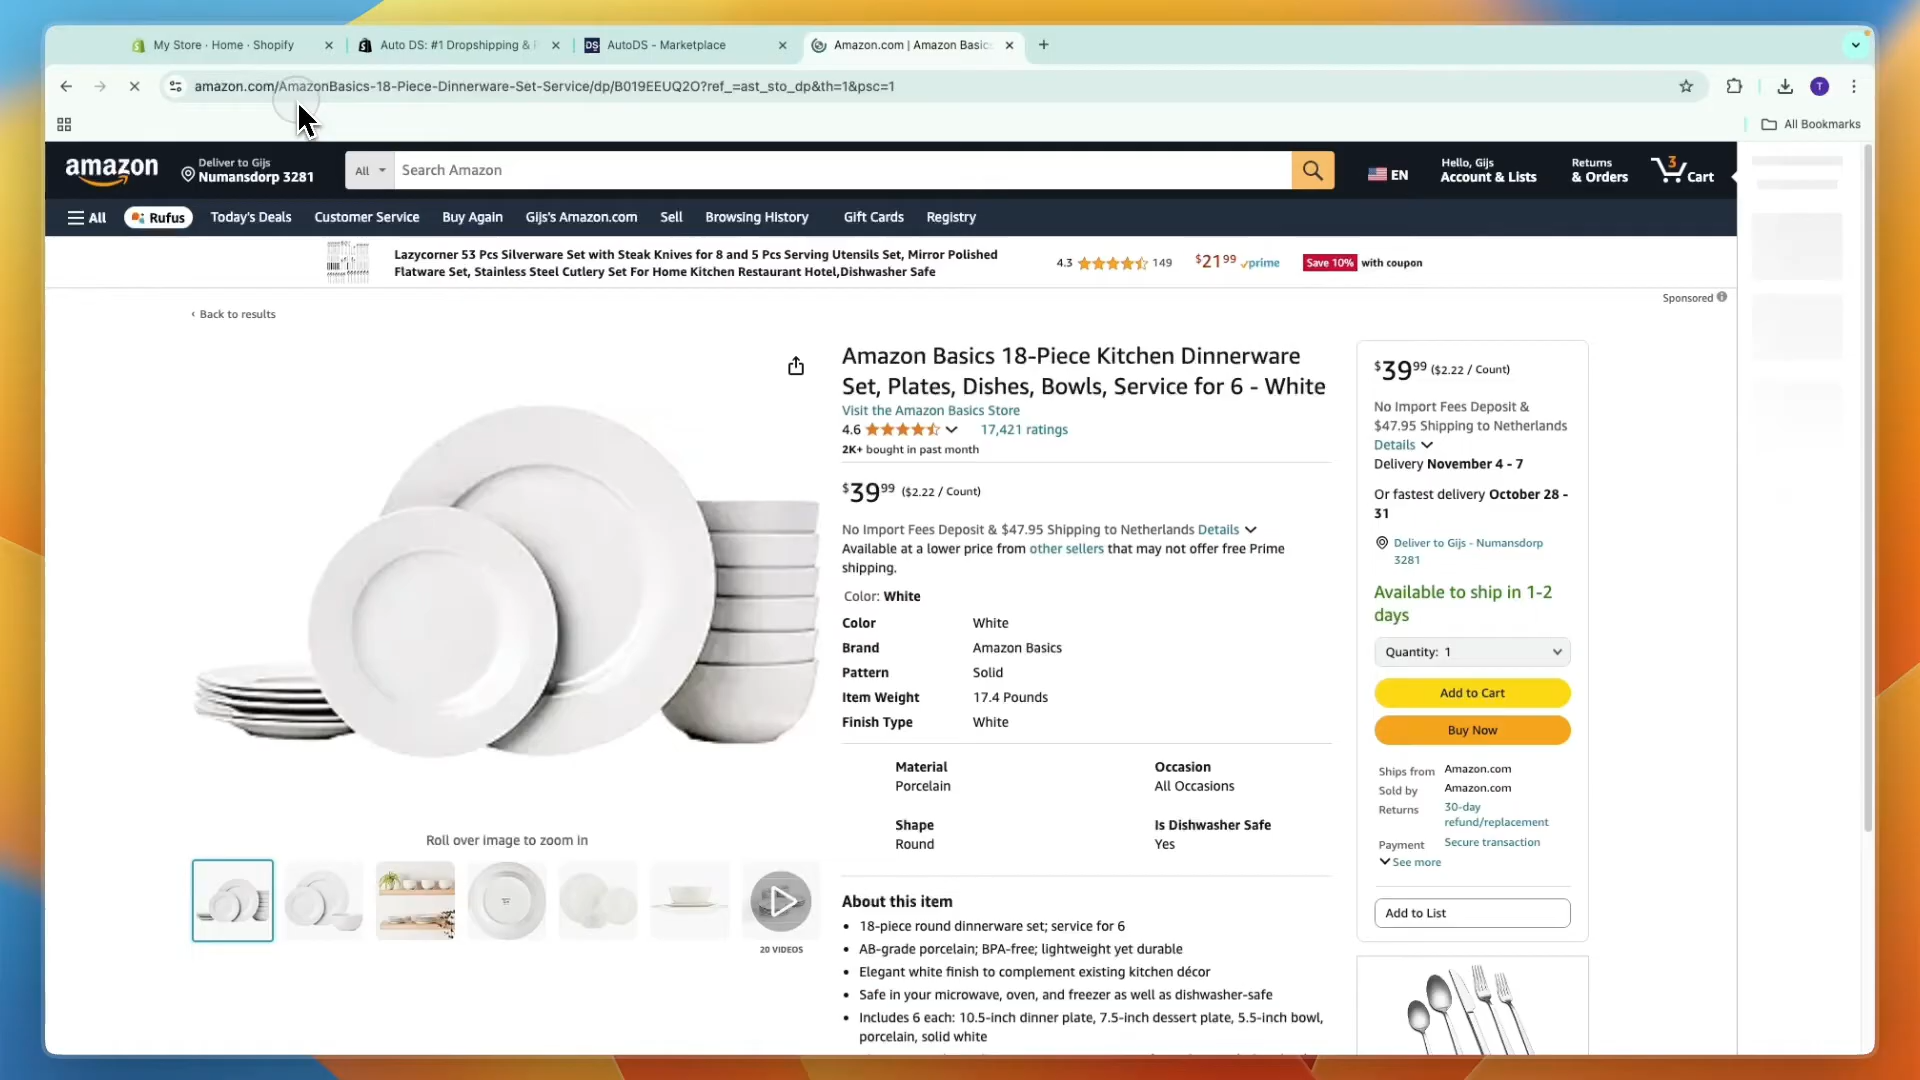 My Store · Home · Shopify
Auto DS: #1 Dropshipping &
AutoDS - Marketplace
Amazon.com | Amazon Basic
amazon.com/AmazonBasics-18-Piece-Dinnerware-Set-Service/dp/B019EEUQ2O?ref_=ast_sto_dp&th=1&psc=1
T
All Bookmarks
amazon
Deliver to Gijs
Numansdorp 3281
All
Search Amazon
EN
Hello, Gijs
Account & Lists
Returns
& Orders
3
Cart
All
Rufus
Today's Deals
Customer Service
Buy Again
Gijs's Amazon.com
Sell
Browsing History
Gift Cards
Registry
Lazycorner 53 Pcs Silverware Set with Steak Knives for 8 and 5 Pcs Serving Utensils Set, Mirror Polished
Flatware Set, Stainless Steel Cutlery Set For Home Kitchen Restaurant Hotel,Dishwasher Safe
4.3
149
$21.99 prime
Save 10% with coupon
Sponsored
‹ Back to results
Amazon Basics 18-Piece Kitchen Dinnerware
Set, Plates, Dishes, Bowls, Service for 6 - White
Visit the Amazon Basics Store
4.6
17,421 ratings
2K+ bought in past month
$39.99 ($2.22 / Count)
No Import Fees Deposit & $47.95 Shipping to Netherlands Details
Available at a lower price from other sellers that may not offer free Prime
shipping.
Color: White
Color White
Brand Amazon Basics
Pattern Solid
Item Weight 17.4 Pounds
Finish Type White
Material
Porcelain
Occasion
All Occasions
Shape
Round
Is Dishwasher Safe
Yes
About this item
• 18-piece round dinnerware set; service for 6
• AB-grade porcelain; BPA-free; lightweight yet durable
• Elegant white finish to complement existing kitchen décor
• Safe in your microwave, oven, and freezer as well as dishwasher-safe
• Includes 6 each: 10.5-inch dinner plate, 7.5-inch dessert plate, 5.5-inch bowl,
porcelain, solid white
Roll over image to zoom in
20 VIDEOS
$39.99 ($2.22 / Count)
No Import Fees Deposit &
$47.95 Shipping to Netherlands
Details
Delivery November 4 - 7
Or fastest delivery October 28 -
31
Deliver to Gijs - Numansdorp
3281
Available to ship in 1-2
days
Quantity: 1
Add to Cart
Buy Now
Ships from Amazon.com
Sold by Amazon.com
Returns 30-day
refund/replacement
Payment Secure transaction
See more
Add to List